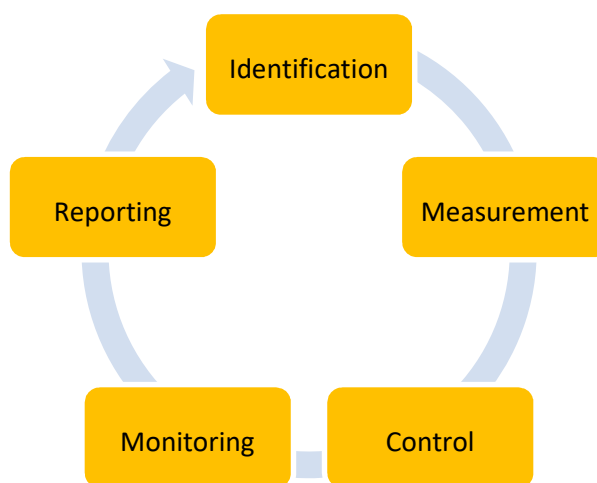 Identification
Measurement
Control
Monitoring
Reporting